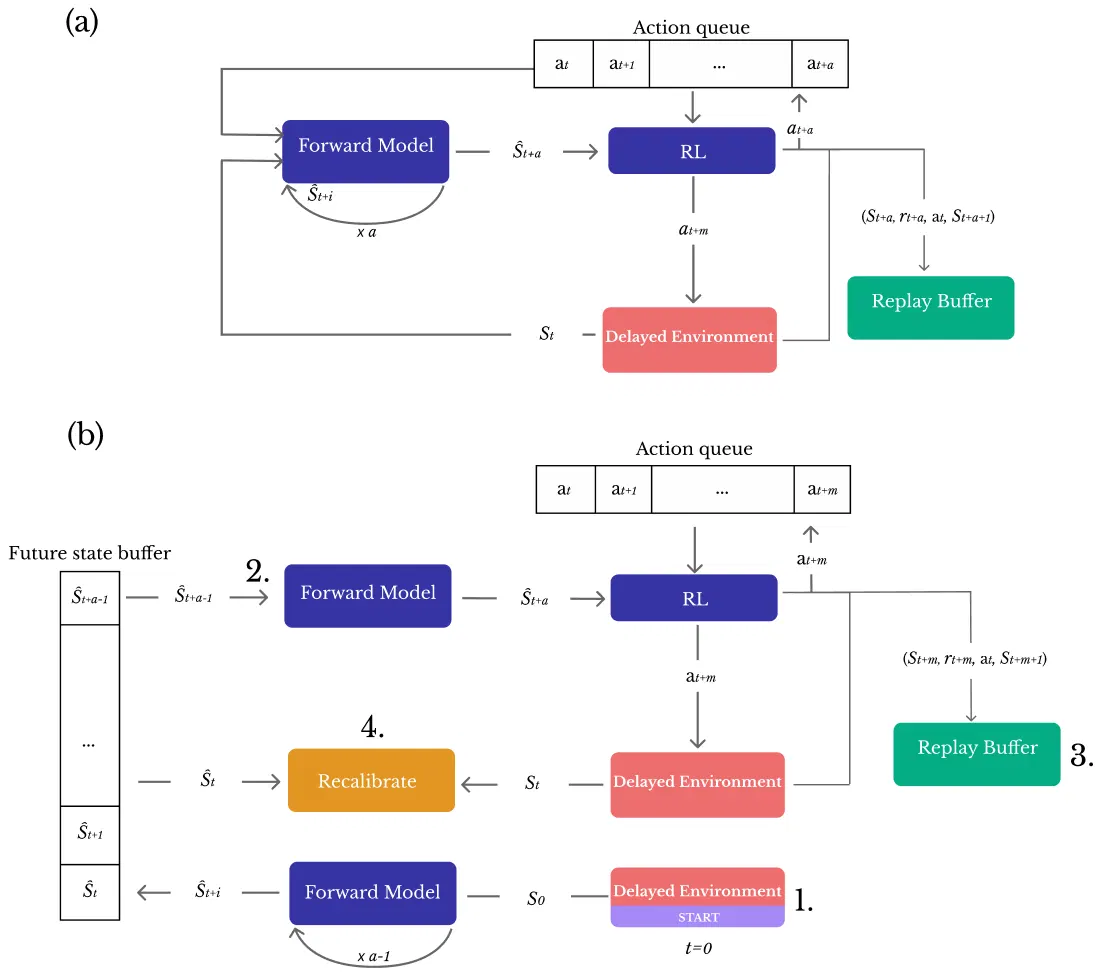 (a)
Action queue
at
at+1
...
at+a
Forward Model
Ŝt+a
RL
at+a
Ŝt+i
x a
at+m
(St+a, rt+a, at, St+a+1)
Replay Buffer
St
Delayed Environment
(b)
Action queue
at
at+1
...
at+m
Future state buffer
at+m
2.
Ŝt+a-1
Ŝt+a-1
Forward Model
Ŝt+a
RL
(St+m, rt+m, at, St+m+1)
at+m
4.
...
Replay Buffer
3.
Ŝt
Recalibrate
St
Delayed Environment
Ŝt+1
Ŝt
Ŝt+i
Forward Model
S0
Delayed Environment
1.
START
x a-1
t=0